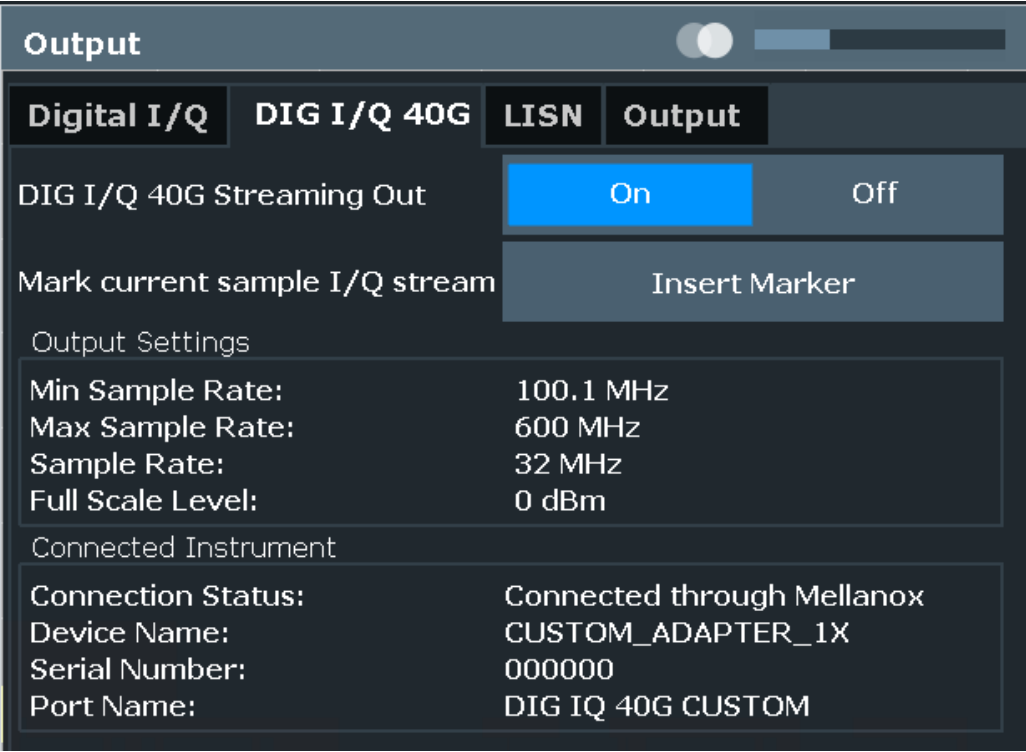 Output
Digital I/Q DIG I/Q 40G LISN Output
DIG I/Q 40G Streaming Out On Off
Mark current sample I/Q stream Insert Marker
Output Settings
Min Sample Rate: 100.1 MHz
Max Sample Rate: 600 MHz
Sample Rate: 32 MHz
Full Scale Level: 0 dBm
Connected Instrument
Connection Status: Connected through Mellanox
Device Name: CUSTOM_ADAPTER_1X
Serial Number: 000000
Port Name: DIG IQ 40G CUSTOM